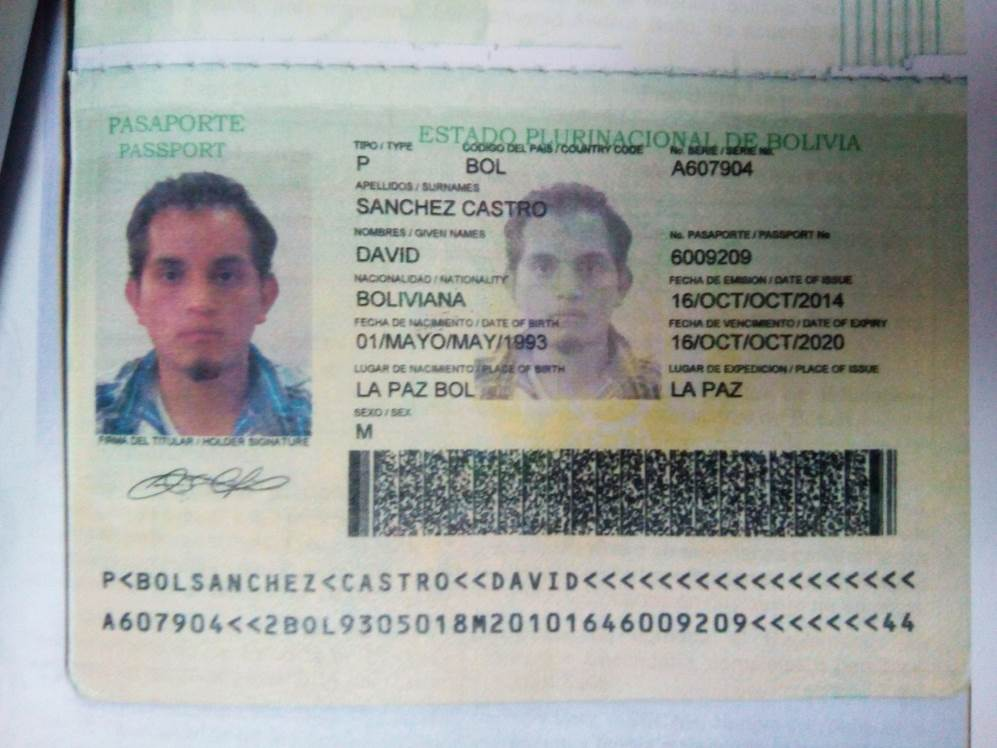 PASAPORTE
PASSPORT
ESTADO PLURINACIONAL DE BOLIVIA
TIPO / TYPE CODIGO DEL PAIS / COUNTRY CODE No. SERIE / SERIE No.
P BOL A607904
APELLIDOS / SURNAMES
SANCHEZ CASTRO
NOMBRES / GIVEN NAMES No. PASAPORTE / PASSPORT No
DAVID 6009209
NACIONALIDAD / NATIONALITY FECHA DE EMISION / DATE OF ISSUE
BOLIVIANA 16/OCT/OCT/2014
FECHA DE NACIMIENTO / DATE OF BIRTH FECHA DE VENCIMIENTO / DATE OF EXPIRY
01/MAYO/MAY/1993 16/OCT/OCT/2020
LUGAR DE NACIMIENTO / PLACE OF BIRTH LUGAR DE EXPEDICION / PLACE OF ISSUE
LA PAZ BOL LA PAZ
SEXO / SEX
M
FIRMA DEL TITULAR / HOLDER SIGNATURE
P<BOLSANCHEZ<CASTRO<<DAVID<<<<<<<<<<<<<<<<<<
A607904<<2BOL9305018M20101646009209<<<<<<<44